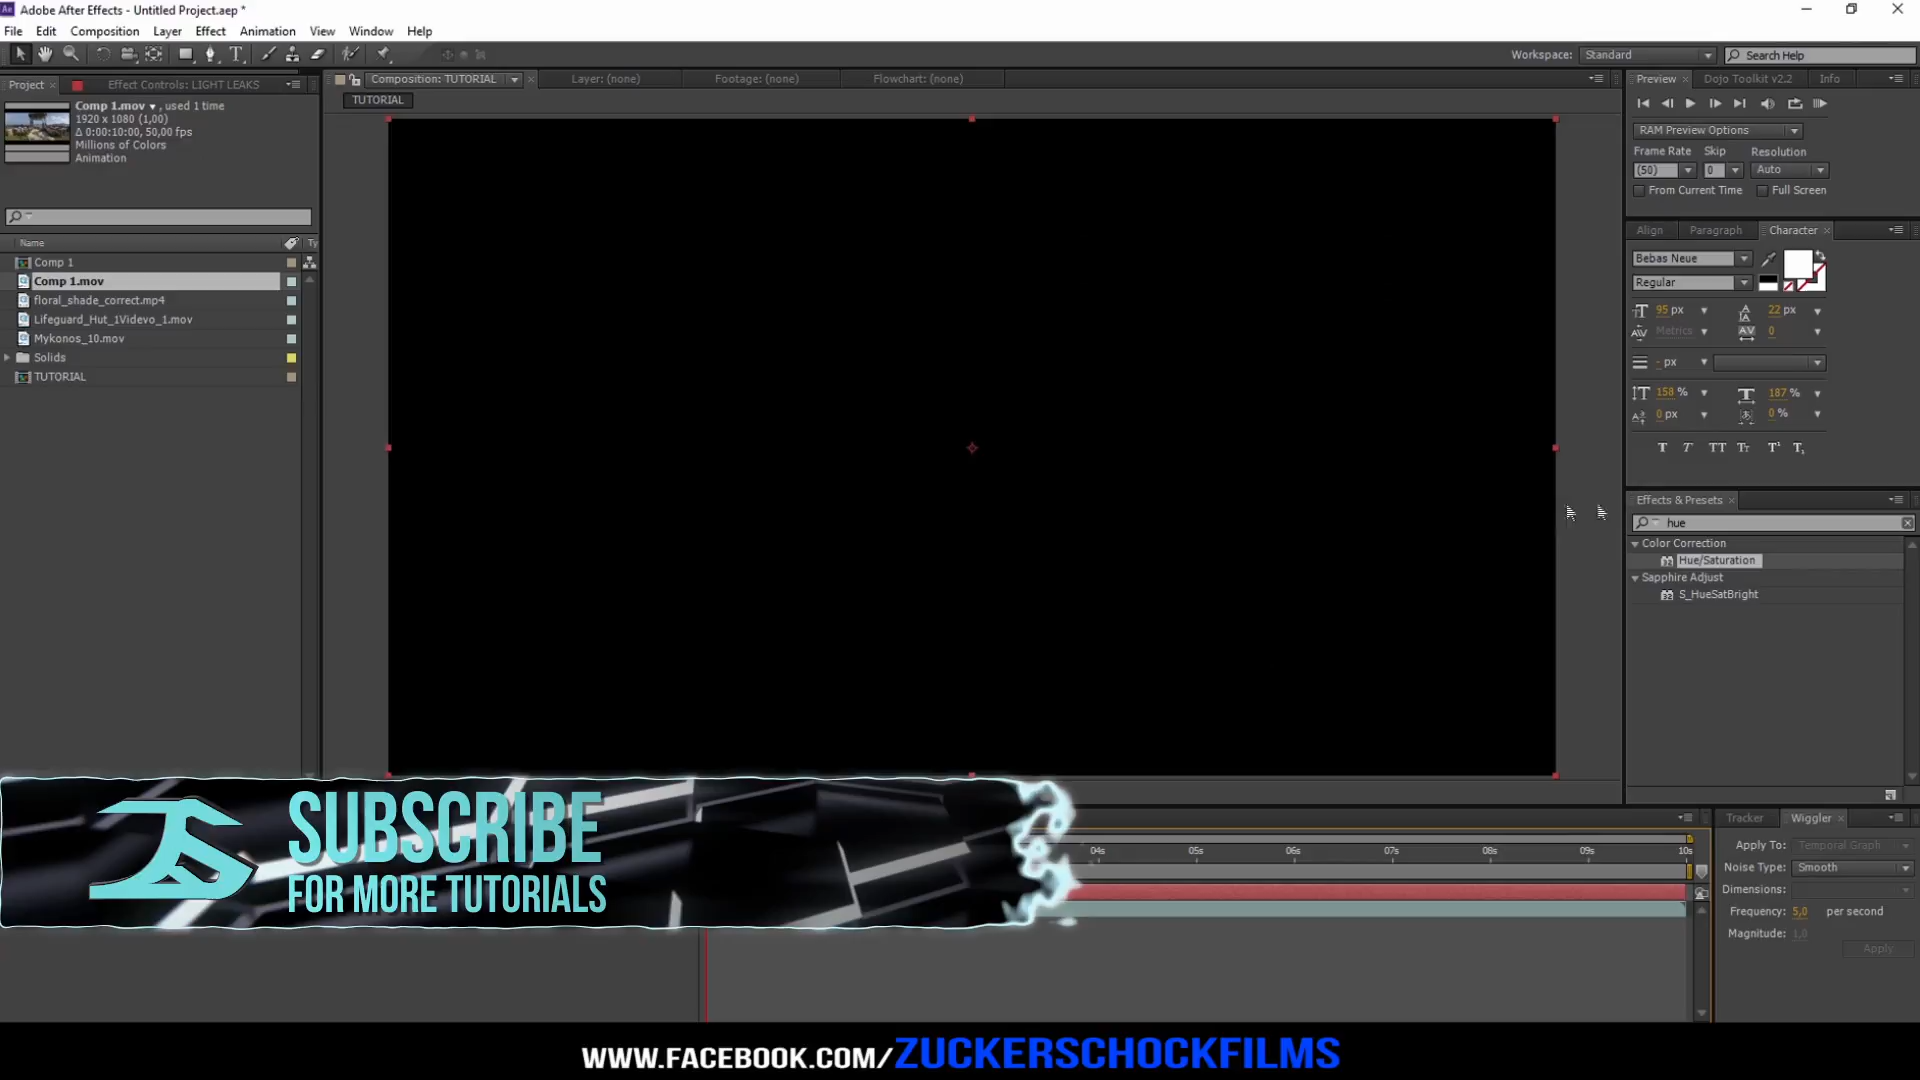 Adobe After Effects - Untitled Project.aep *
File Edit Composition Layer Effect Animation View Window Help
Workspace: Standard Search Help
Project Effect Controls: LIGHT LEAKS
Composition: TUTORIAL Layer: (none) Footage: (none) Flowchart: (none)
TUTORIAL
Comp 1.mov , used 1 time
1920 x 1080 (1,00)
Δ 0:00:10:00, 50,00 fps
Millions of Colors
Animation
Name Ty
Comp 1
Comp 1.mov
floral_shade_correct.mp4
Lifeguard_Hut_1Videvo_1.mov
Mykonos_10.mov
Solids
TUTORIAL
Preview Dojo Toolkit v2.2 Info
RAM Preview Options
Frame Rate Skip Resolution
(50) 0 Auto
From Current Time Full Screen
Align Paragraph Character
Bebas Neue
Regular
95 px 22 px
Metrics 0
- px
158 % 187 %
0 px 0 %
Effects & Presets
hue
Color Correction
Hue/Saturation
Sapphire Adjust
S_HueSatBright
Tracker Wiggler
Apply To: Temporal Graph
Noise Type: Smooth
Dimensions:
Frequency: 5,0 per second
Magnitude: 1,0
Apply
04s 05s 06s 07s 08s 09s 10s
SUBSCRIBE
FOR MORE TUTORIALS
WWW.FACEBOOK.COM/ZUCKERSCHOCKFILMS